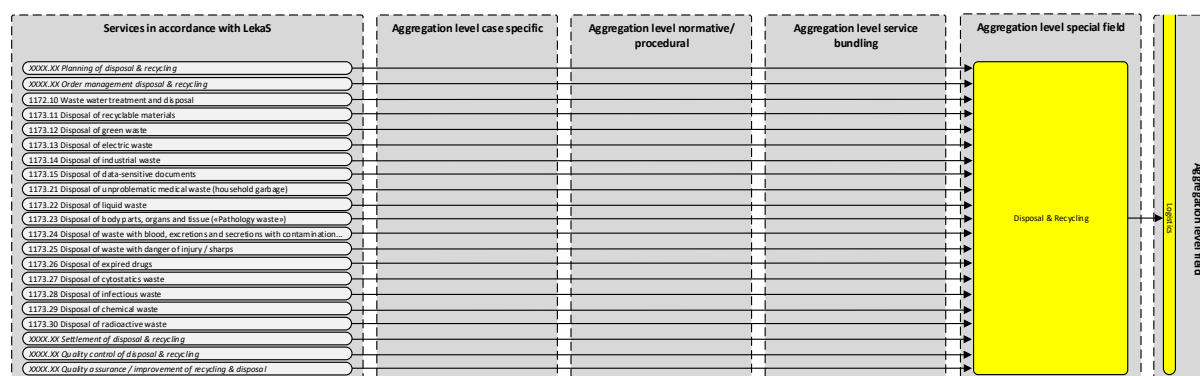 Services in accordance with LekaS
Aggregation level case specific
Aggregation level normative/
procedural
Aggregation level service
bundling
Aggregation level special field
XXXX.XX Planning of disposal & recycling
XXXX.XX Order management disposal & recycling
1172.10 Waste water treatment and disposal
1173.11 Disposal of recyclable materials
1173.12 Disposal of green waste
1173.13 Disposal of electric waste
1173.14 Disposal of industrial waste
1173.15 Disposal of data-sensitive documents
1173.21 Disposal of unproblematic medical waste (household garbage)
1173.22 Disposal of liquid waste
1173.23 Disposal of body parts, organs and tissue («Pathology waste»)
1173.24 Disposal of waste with blood, excretions and secretions with contamination...
1173.25 Disposal of waste with danger of injury / sharps
1173.26 Disposal of expired drugs
1173.27 Disposal of cytostatics waste
1173.28 Disposal of infectious waste
1173.29 Disposal of chemical waste
1173.30 Disposal of radioactive waste
XXXX.XX Settlement of disposal & recycling
XXXX.XX Quality control of disposal & recycling
XXXX.XX Quality assurance / improvement of recycling & disposal
Disposal & Recycling
Logistics
Aggregation level field